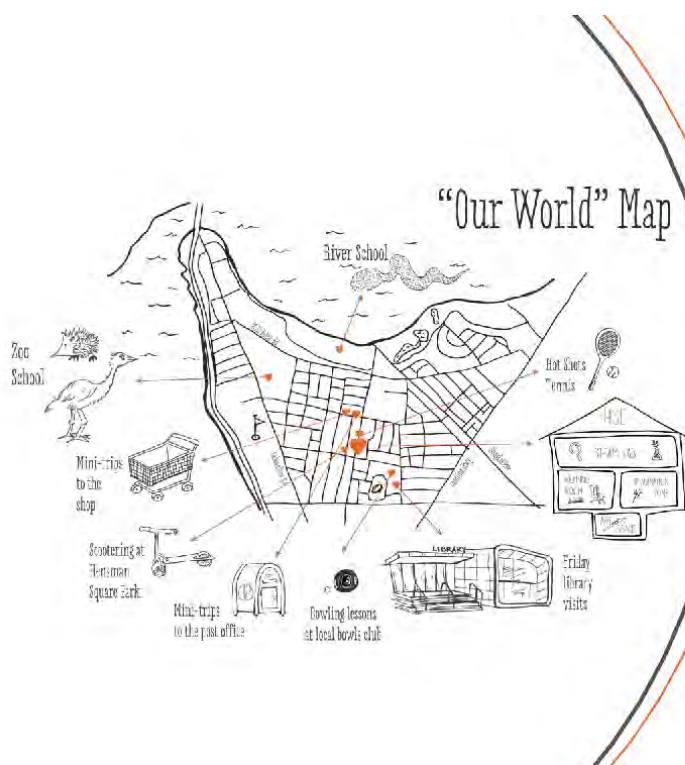 “Our World” Map
River School
Zoo
School
Hot Shots
Tennis
Mini-trips
to the
shop
Scootering at
Hensman
Square Park
Mini-trips
to the post office
Bowling lessons
at local bowls club
LIBRARY
Friday
library
visits